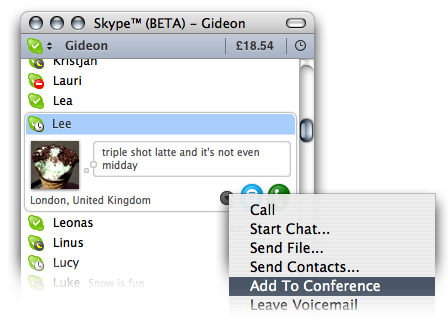 Skype™ (BETA) – Gideon
Gideon
£18.54
Kristjan
Lauri
Lea
Lee
triple shot latte and it's not even
midday
London, United Kingdom
Leonas
Linus
Lucy
Luke Snow is fun
Call
Start Chat...
Send File...
Send Contacts...
Add To Conference
Leave Voicemail